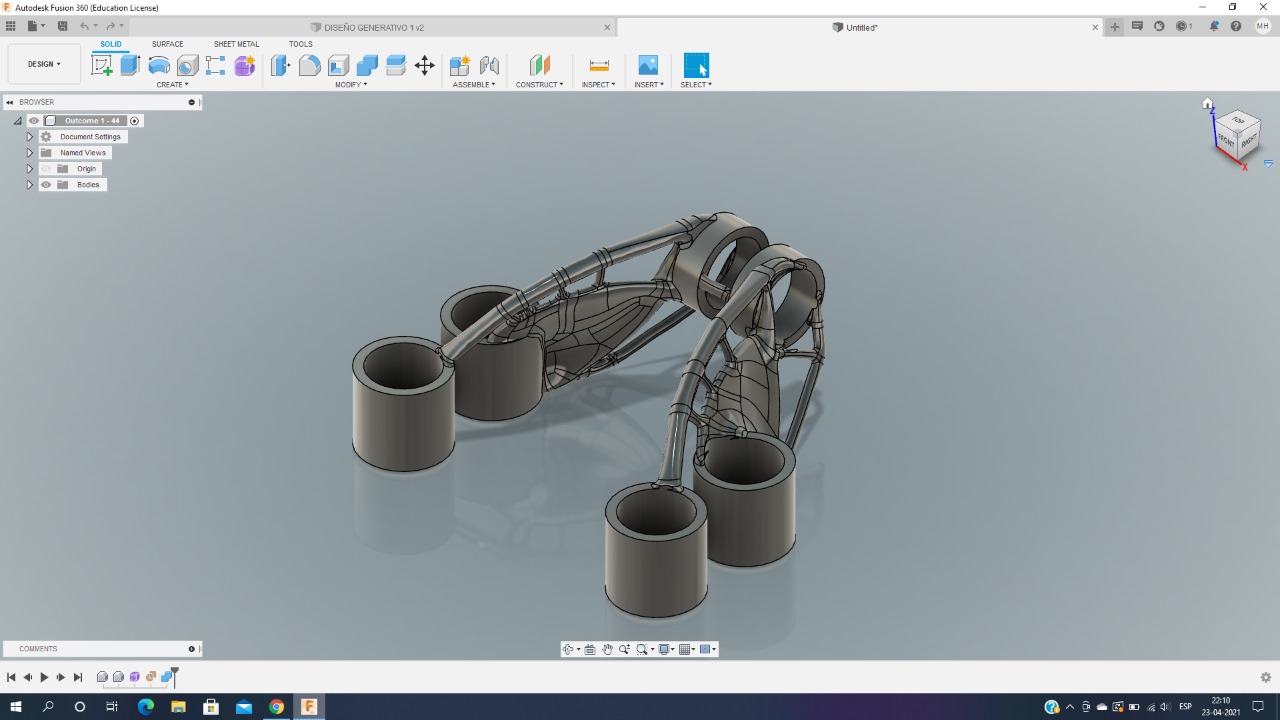 Autodesk Fusion 360 (Education License)
DISEÑO GENERATIVO 1 v2
Untitled*
1
MH
SOLID SURFACE SHEET METAL TOOLS
DESIGN
CREATE MODIFY ASSEMBLE CONSTRUCT INSPECT INSERT SELECT
BROWSER
Outcome 1 - 44
Document Settings
Named Views
Origin
Bodies
TOP
FRONT
RIGHT
Z
X
COMMENTS
ESP
22:10
23-04-2021